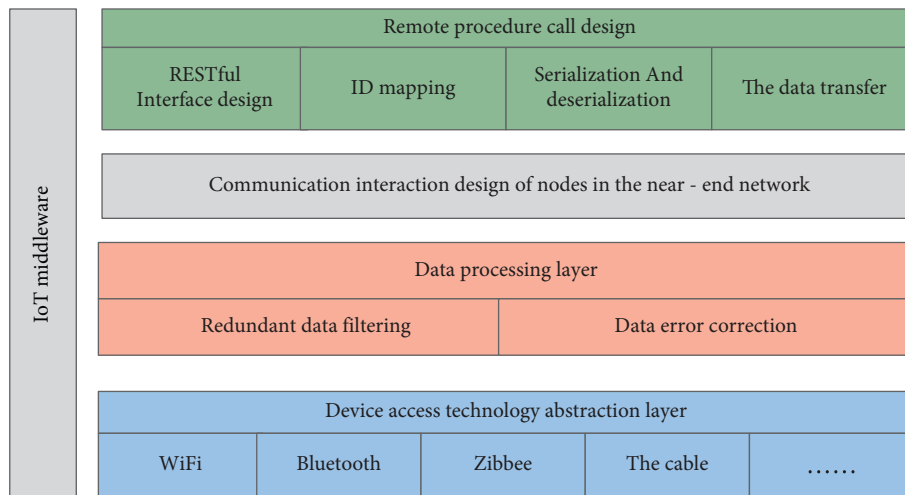 IoT middleware
Remote procedure call design
RESTful
Interface design
ID mapping
Serialization And
deserialization
The data transfer
Communication interaction design of nodes in the near - end network
Data processing layer
Redundant data filtering
Data error correction
Device access technology abstraction layer
WiFi
Bluetooth
Zibbee
The cable
......